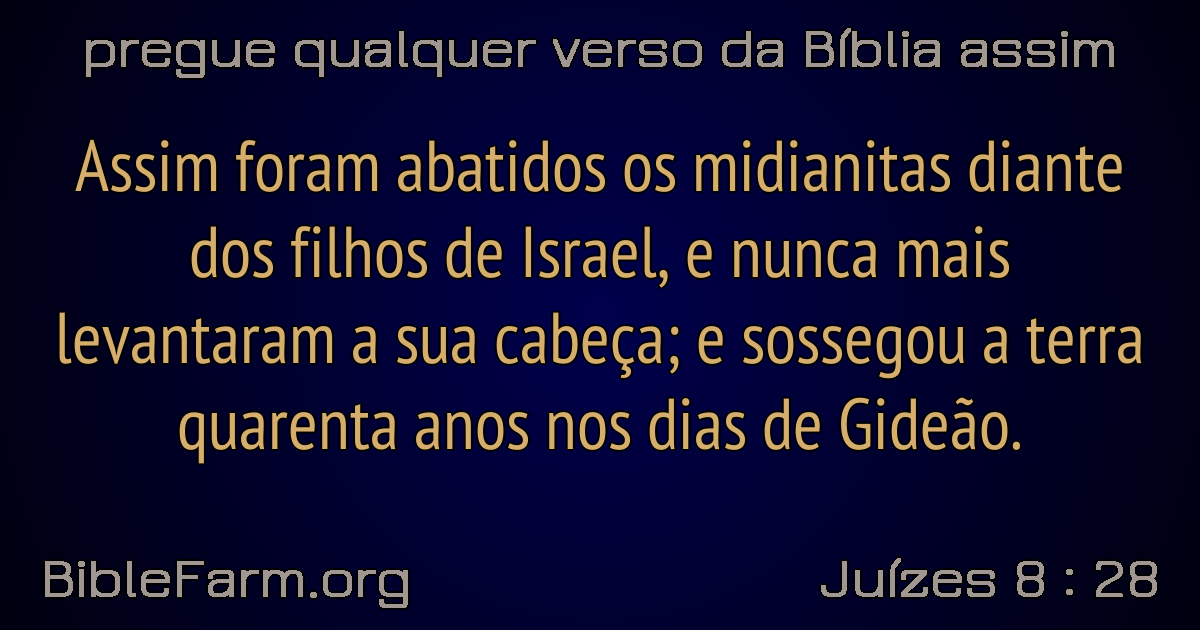 pregue qualquer verso da Bíblia assim
Assim foram abatidos os midianitas diante
dos filhos de Israel, e nunca mais
levantaram a sua cabeça; e sossegou a terra
quarenta anos nos dias de Gideão.
BibleFarm.org
Juízes 8 : 28